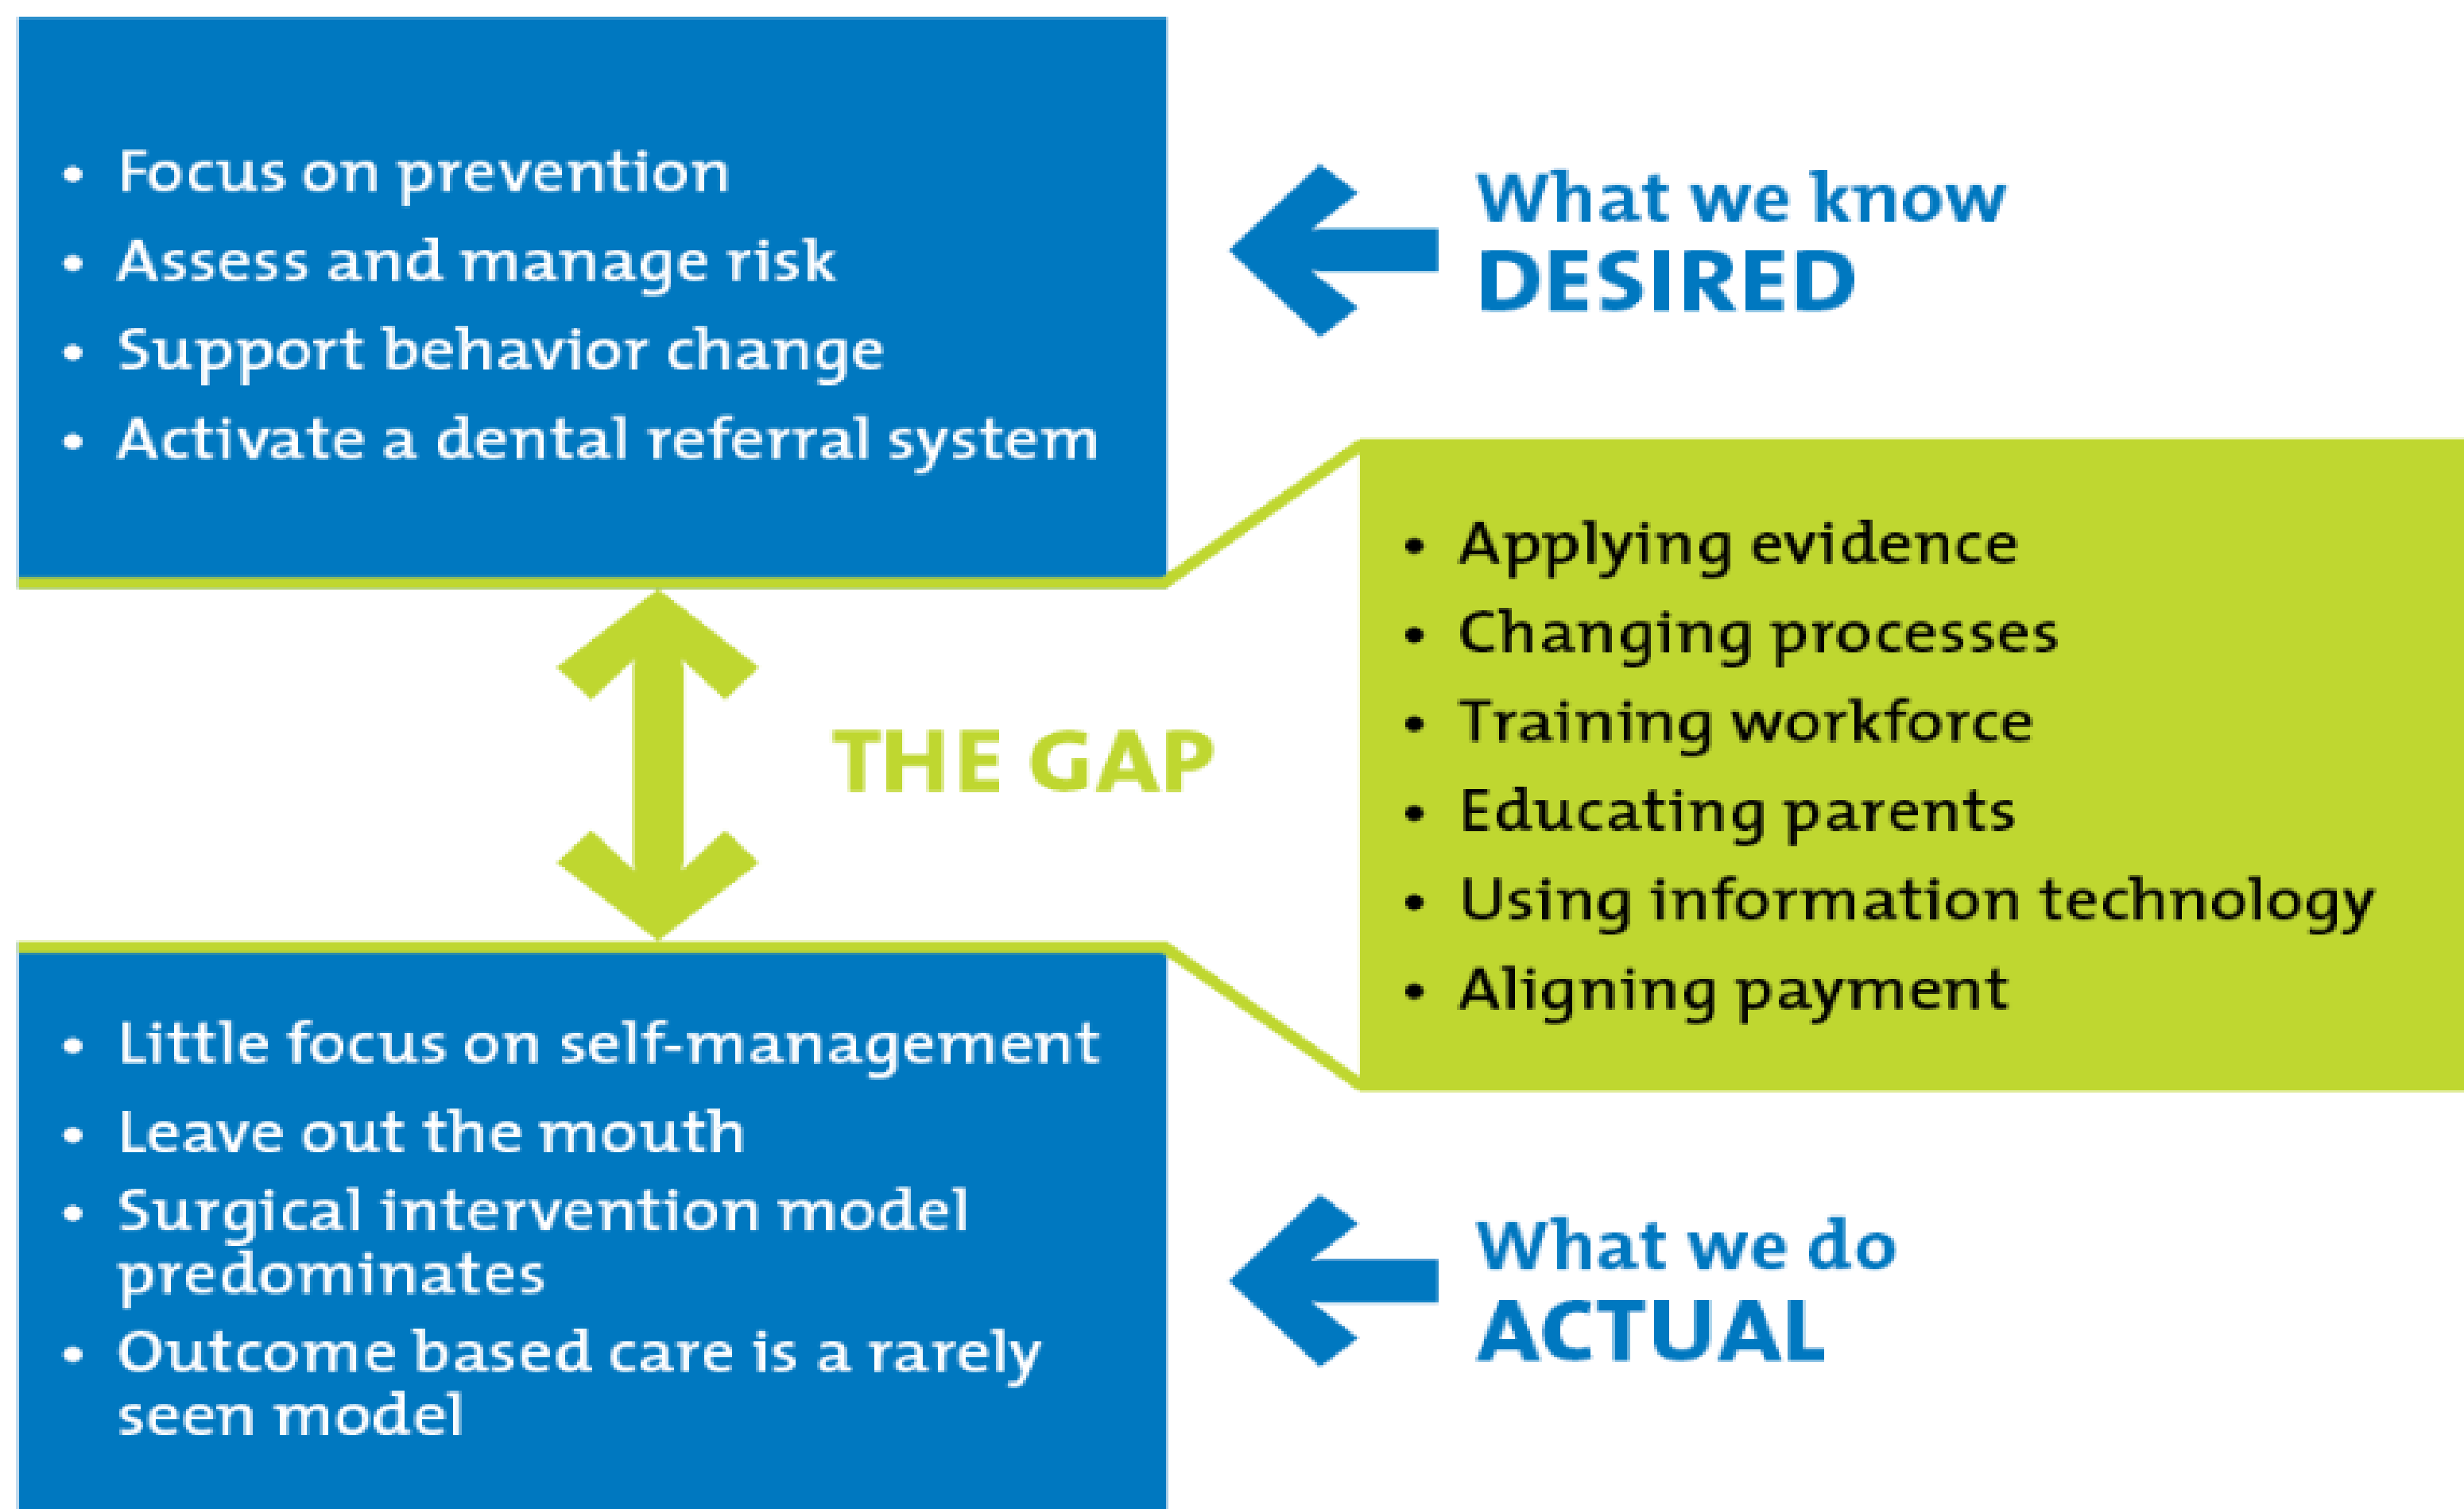 • Focus on prevention
• Assess and manage risk
• Support behavior change
• Activate a dental referral system
What we know
DESIRED
THE GAP
• Applying evidence
• Changing processes
• Training workforce
• Educating parents
• Using information technology
• Aligning payment
• Little focus on self-management
• Leave out the mouth
• Surgical intervention model
predominates
• Outcome based care is a rarely
seen model
What we do
ACTUAL